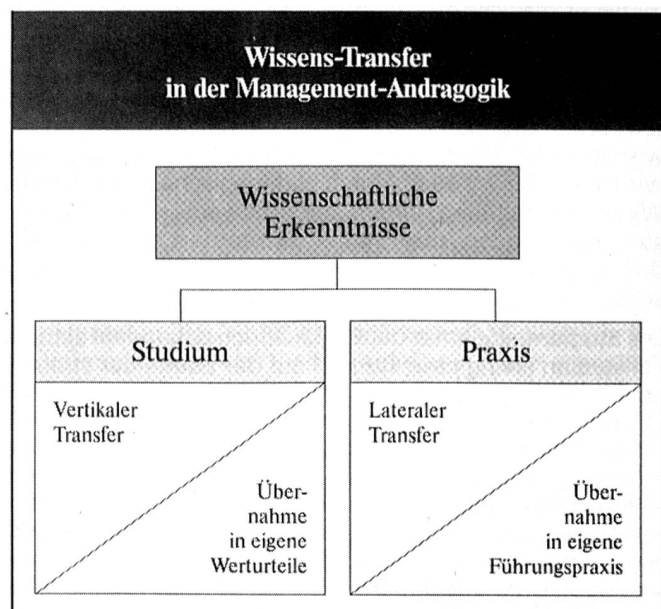 Wissens-Transfer
in der Management-Andragogik
Wissenschaftliche
Erkenntnisse
Studium
Vertikaler
Transfer
Über-
nahme
in eigene
Werturteile
Praxis
Lateraler
Transfer
Über-
nahme
in eigene
Führungspraxis